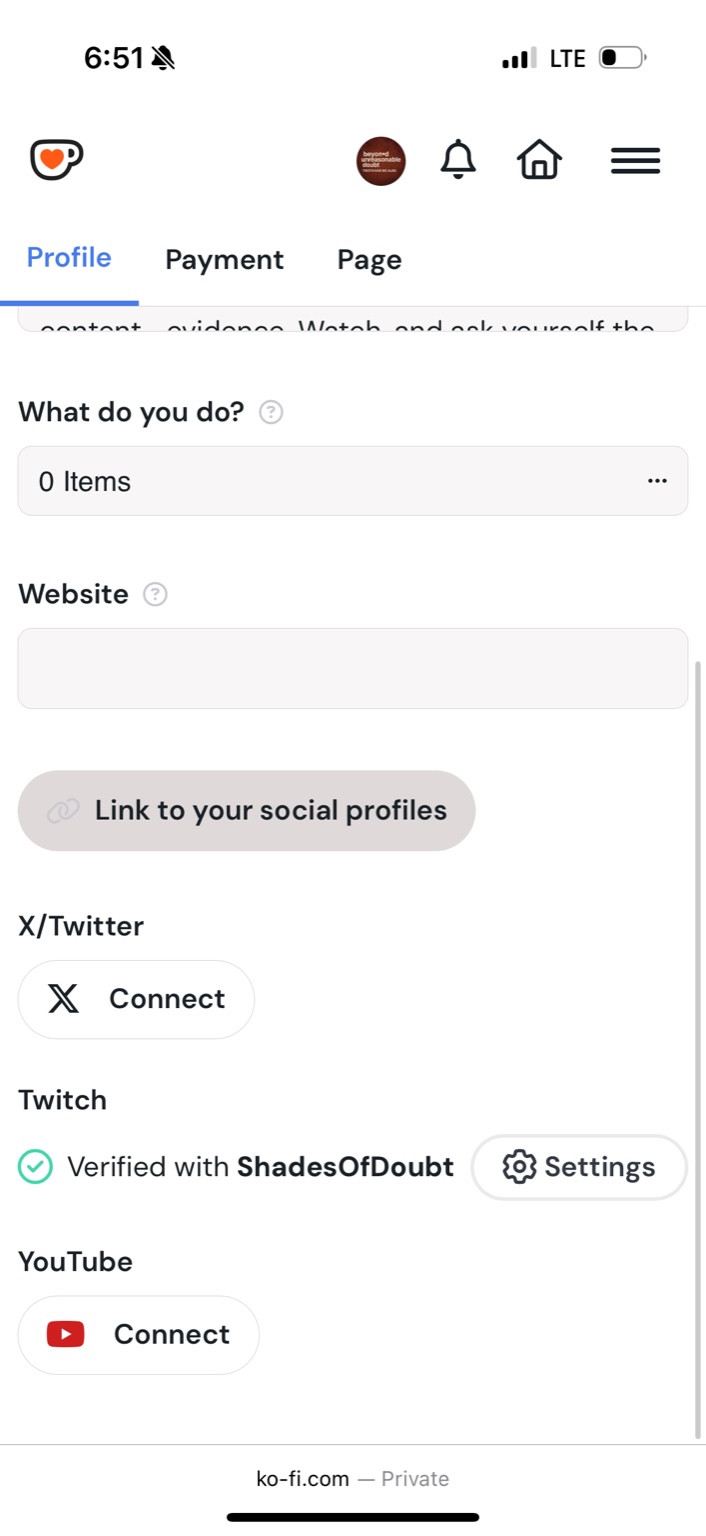 6:51
LTE
beyond
unreasonable
doubt
Profile
Payment
Page
content – evidence. Watch, and ask yourself the
What do you do? ?
0 Items ...
Website ?
Link to your social profiles
X/Twitter
X Connect
Twitch
Verified with ShadesOfDoubt
Settings
YouTube
Connect
ko-fi.com — Private